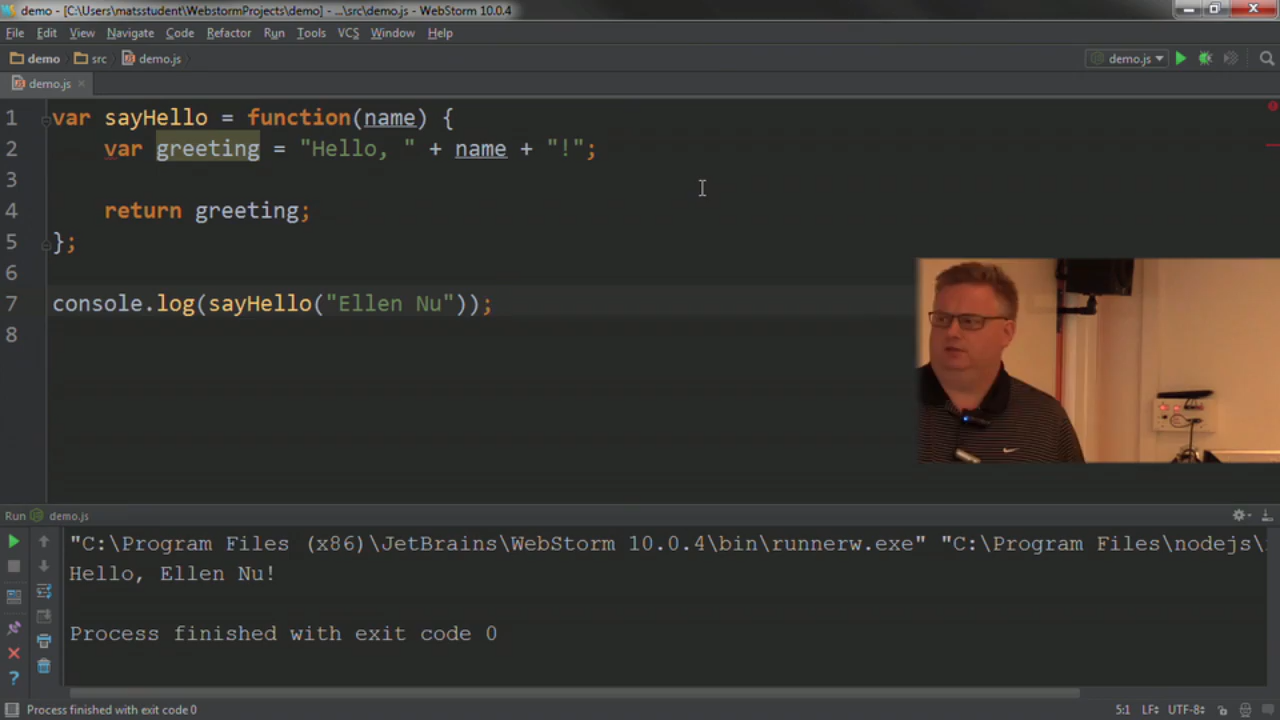 demo - [C:\Users\matsstudent\WebstormProjects\demo] - ...\src\demo.js - WebStorm 10.0.4
File Edit View Navigate Code Refactor Run Tools VCS Window Help
demo src demo.js demo.js
demo.js
1 var sayHello = function(name) {
2 var greeting = "Hello, " + name + "!";
3
4 return greeting;
5 };
6
7 console.log(sayHello("Ellen Nu"));
8
Run demo.js
"C:\Program Files (x86)\JetBrains\WebStorm 10.0.4\bin\runnerw.exe" "C:\Program Files\nodejs\
Hello, Ellen Nu!
Process finished with exit code 0
Process finished with exit code 0 5:1 LF UTF-8